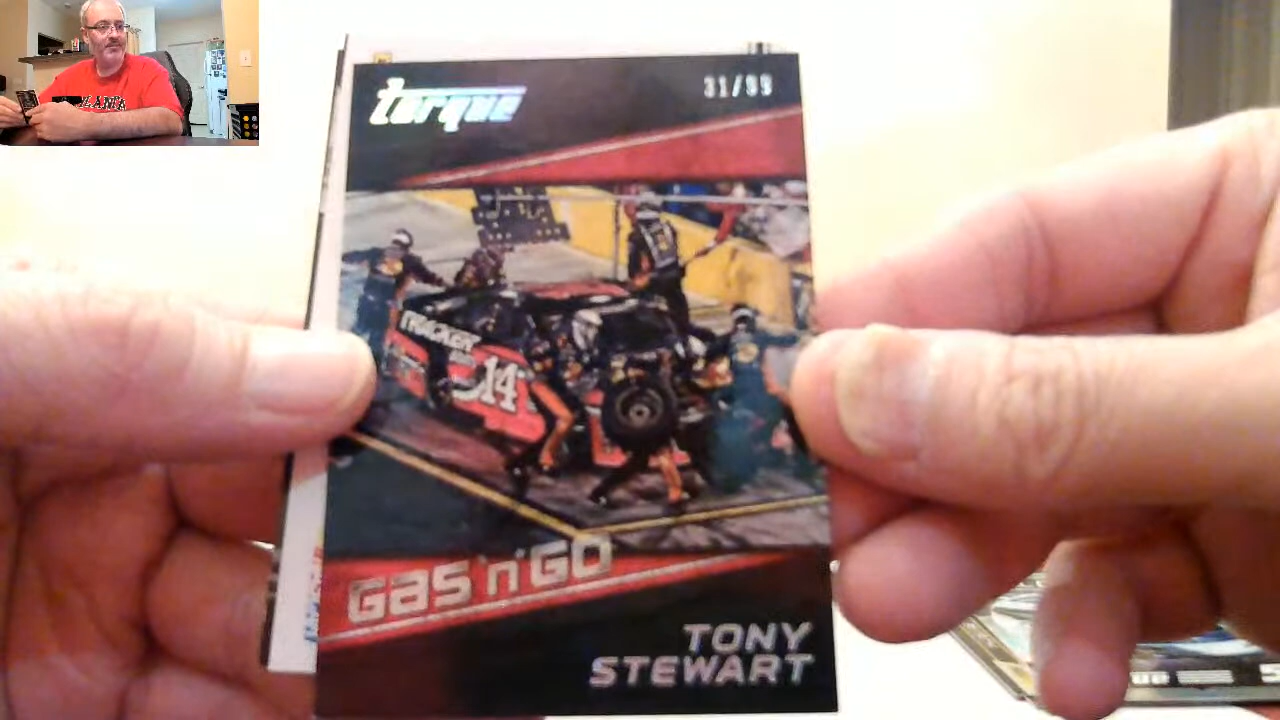 torque
31/99
TRACKER
14
GAS 'n' GO
TONY
STEWART